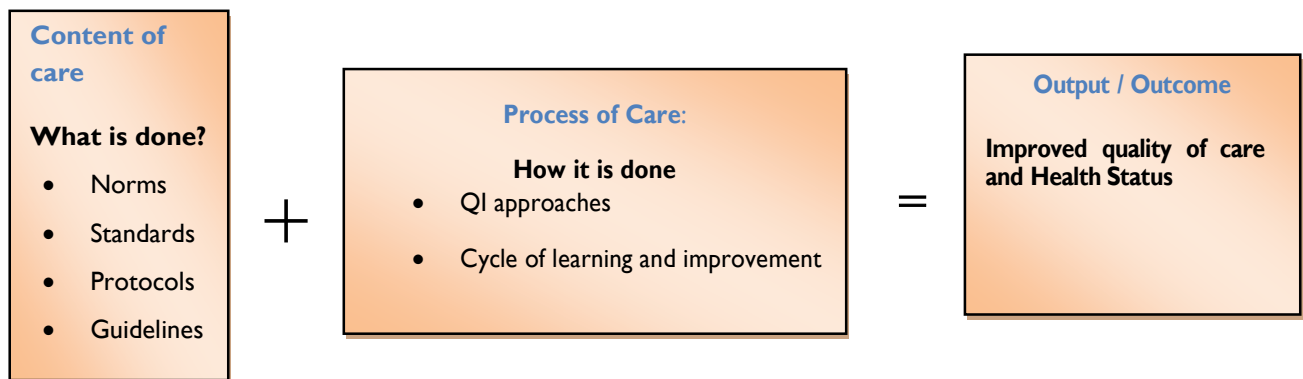 Content of
care
What is done?
• Norms
• Standards
• Protocols
• Guidelines
+
Process of Care:
How it is done
• QI approaches
• Cycle of learning and improvement
=
Output / Outcome
Improved quality of care
and Health Status